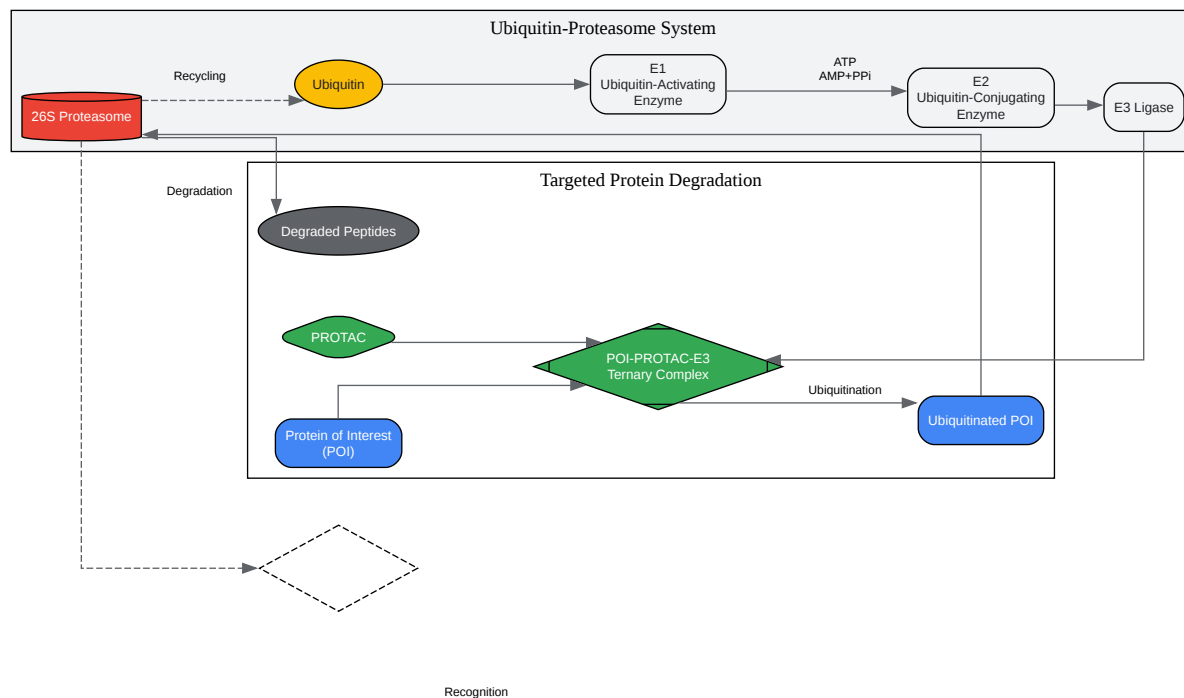 Ubiquitin-Proteasome System
Recycling
Ubiquitin
E1
Ubiquitin-Activating
Enzyme
ATP
AMP+PPi
E2
Ubiquitin-Conjugating
Enzyme
E3 Ligase
26S Proteasome
Targeted Protein Degradation
Degradation
Degraded Peptides
PROTAC
POI-PROTAC-E3
Ternary Complex
Ubiquitination
Ubiquitinated POI
Protein of Interest
(POI)
Recognition